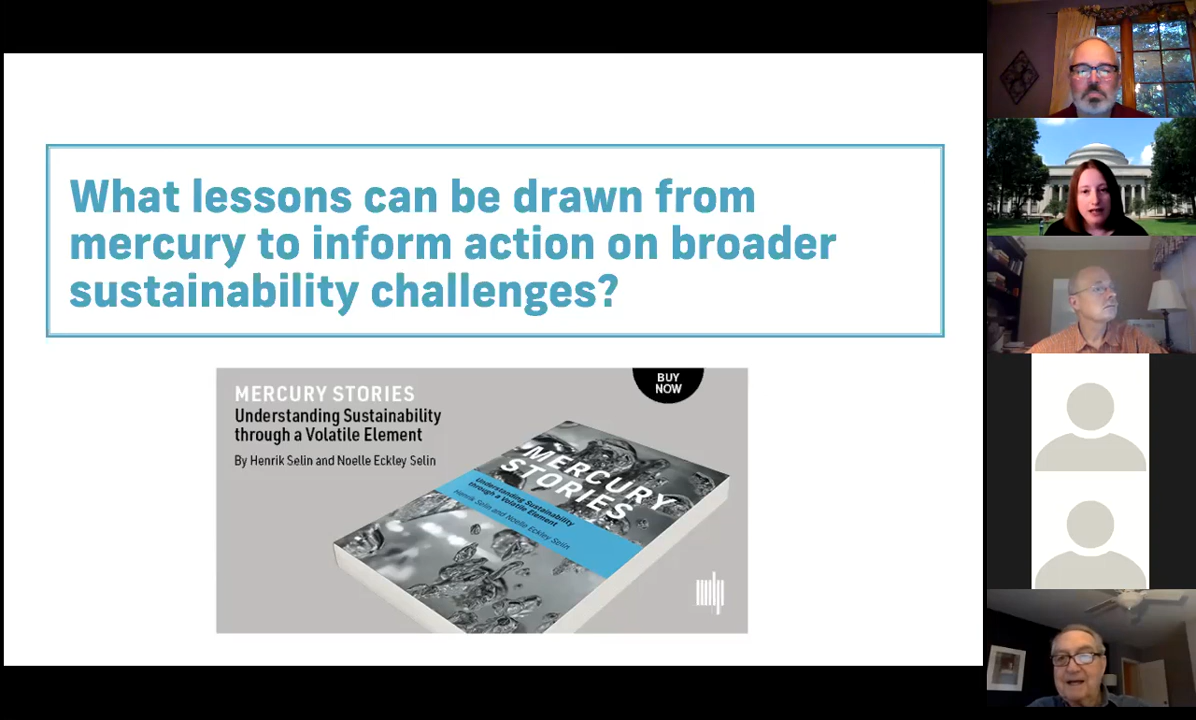 What lessons can be drawn from
mercury to inform action on broader
sustainability challenges?
MERCURY STORIES
Understanding Sustainability
through a Volatile Element
By Henrik Selin and Noelle Eckley Selin
BUY
NOW
MERCURY
STORIES
Understanding Sustainability
through a Volatile Element
Henrik Selin and Noelle Eckley Selin